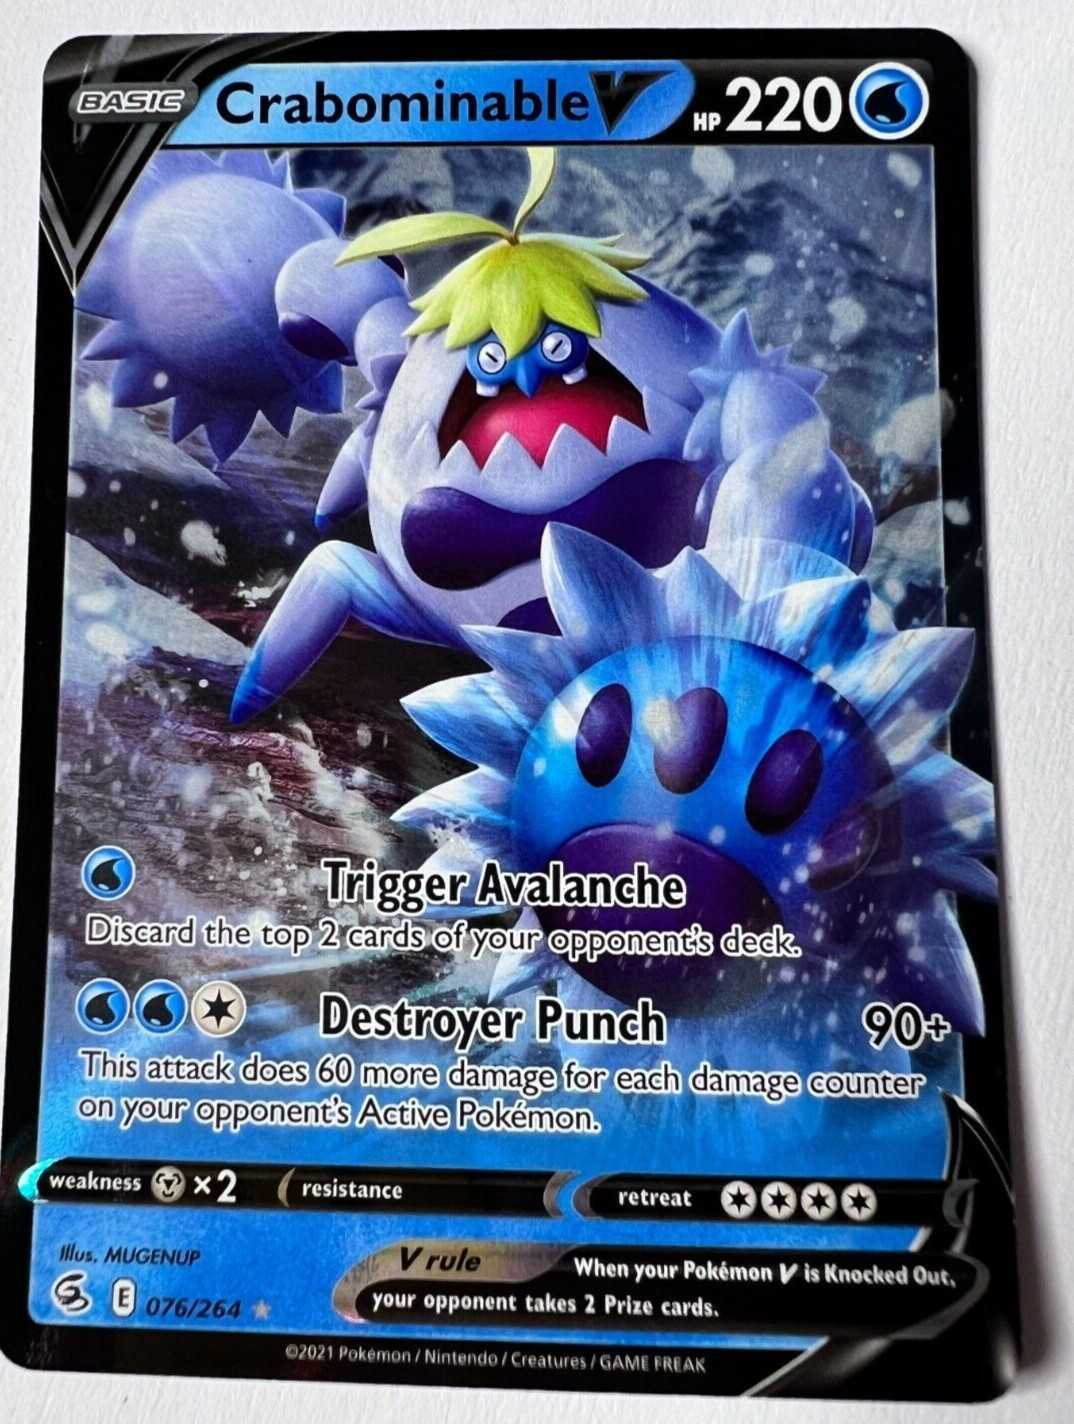 BASIC Crabominable V HP 220
Trigger Avalanche
Discard the top 2 cards of your opponent's deck.
Destroyer Punch 90+
This attack does 60 more damage for each damage counter
on your opponent's Active Pokémon.
weakness ×2 resistance retreat
Illus. MUGENUP
V rule When your Pokémon V is Knocked Out,
your opponent takes 2 Prize cards.
E 076/264
©2021 Pokémon / Nintendo / Creatures / GAME FREAK